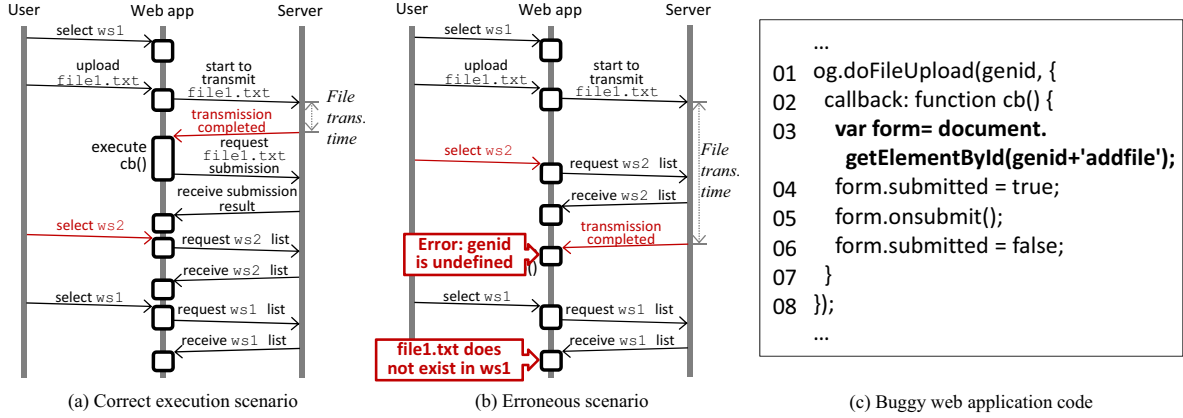 User Web app Server
select ws1
upload
file1.txt
start to
transmit
file1.txt
File
trans.
time
transmission
completed
execute
cb()
request
file1.txt
submission
receive submission
result
select ws2
request ws2 list
receive ws2 list
select ws1
request ws1 list
receive ws1 list
(a) Correct execution scenario
User Web app Server
select ws1
upload
file1.txt
start to
transmit
file1.txt
select ws2
File
trans.
time
request ws2 list
receive ws2 list
transmission
completed
Error: genid
is undefined
()
select ws1
request ws1 list
receive ws1 list
file1.txt does
not exist in ws1
(b) Erroneous scenario
...
01 og.doFileUpload(genid, {
02 callback: function cb() {
03 var form= document.
getElementById(genid+'addfile');
04 form.submitted = true;
05 form.onsubmit();
06 form.submitted = false;
07 }
08 });
...
(c) Buggy web application code